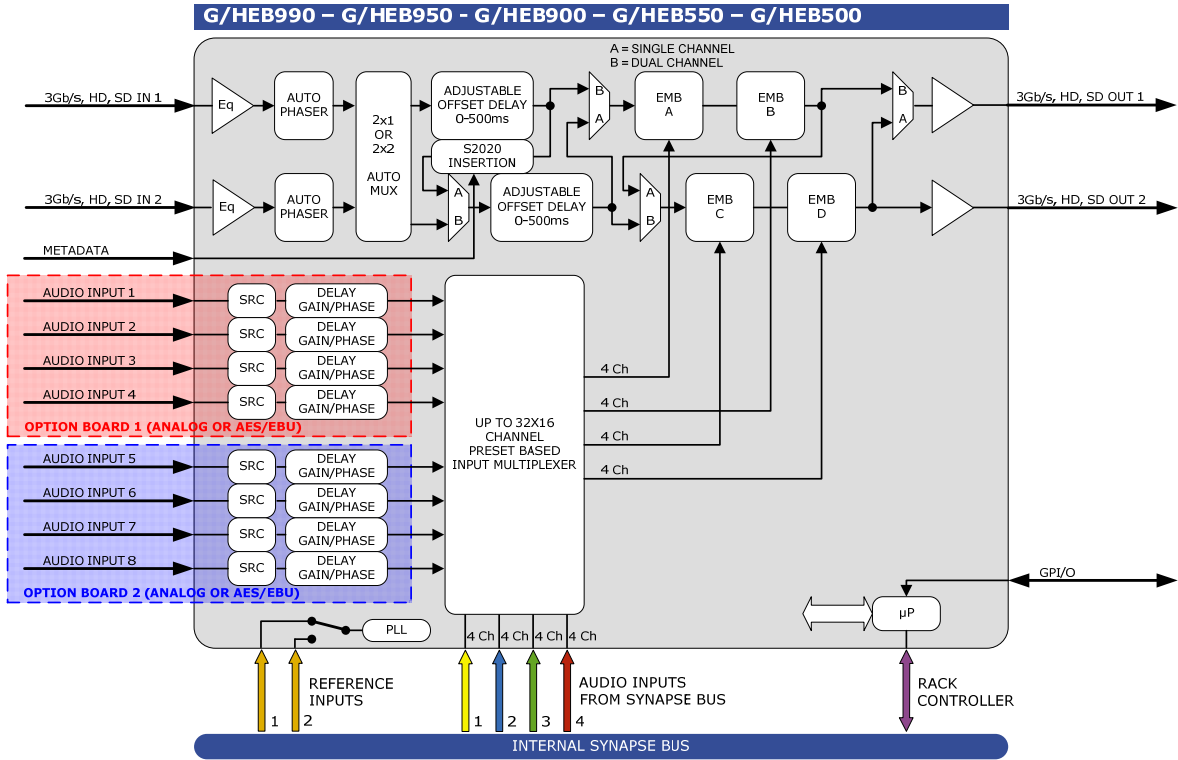 G/HEB990 – G/HEB950 - G/HEB900 – G/HEB550 – G/HEB500
A = SINGLE CHANNEL
B = DUAL CHANNEL
3Gb/s, HD, SD IN 1
Eq
AUTO
PHASER
2x1
OR
2x2
AUTO
MUX
ADJUSTABLE
OFFSET DELAY
0-500ms
S2020
INSERTION
B
A
EMB
A
EMB
B
B
A
3Gb/s, HD, SD OUT 1
3Gb/s, HD, SD IN 2
Eq
AUTO
PHASER
A
B
ADJUSTABLE
OFFSET DELAY
0-500ms
A
B
EMB
C
EMB
D
3Gb/s, HD, SD OUT 2
METADATA
AUDIO INPUT 1
SRC
DELAY
GAIN/PHASE
AUDIO INPUT 2
SRC
DELAY
GAIN/PHASE
AUDIO INPUT 3
SRC
DELAY
GAIN/PHASE
AUDIO INPUT 4
SRC
DELAY
GAIN/PHASE
OPTION BOARD 1 (ANALOG OR AES/EBU)
AUDIO INPUT 5
SRC
DELAY
GAIN/PHASE
AUDIO INPUT 6
SRC
DELAY
GAIN/PHASE
AUDIO INPUT 7
SRC
DELAY
GAIN/PHASE
AUDIO INPUT 8
SRC
DELAY
GAIN/PHASE
OPTION BOARD 2 (ANALOG OR AES/EBU)
UP TO 32X16
CHANNEL
PRESET BASED
INPUT MULTIPLEXER
4 Ch
4 Ch
4 Ch
4 Ch
GPI/O
µP
PLL
4 Ch
4 Ch
4 Ch
4 Ch
REFERENCE
INPUTS
1
2
1
2
3
4
AUDIO INPUTS
FROM SYNAPSE BUS
RACK
CONTROLLER
INTERNAL SYNAPSE BUS